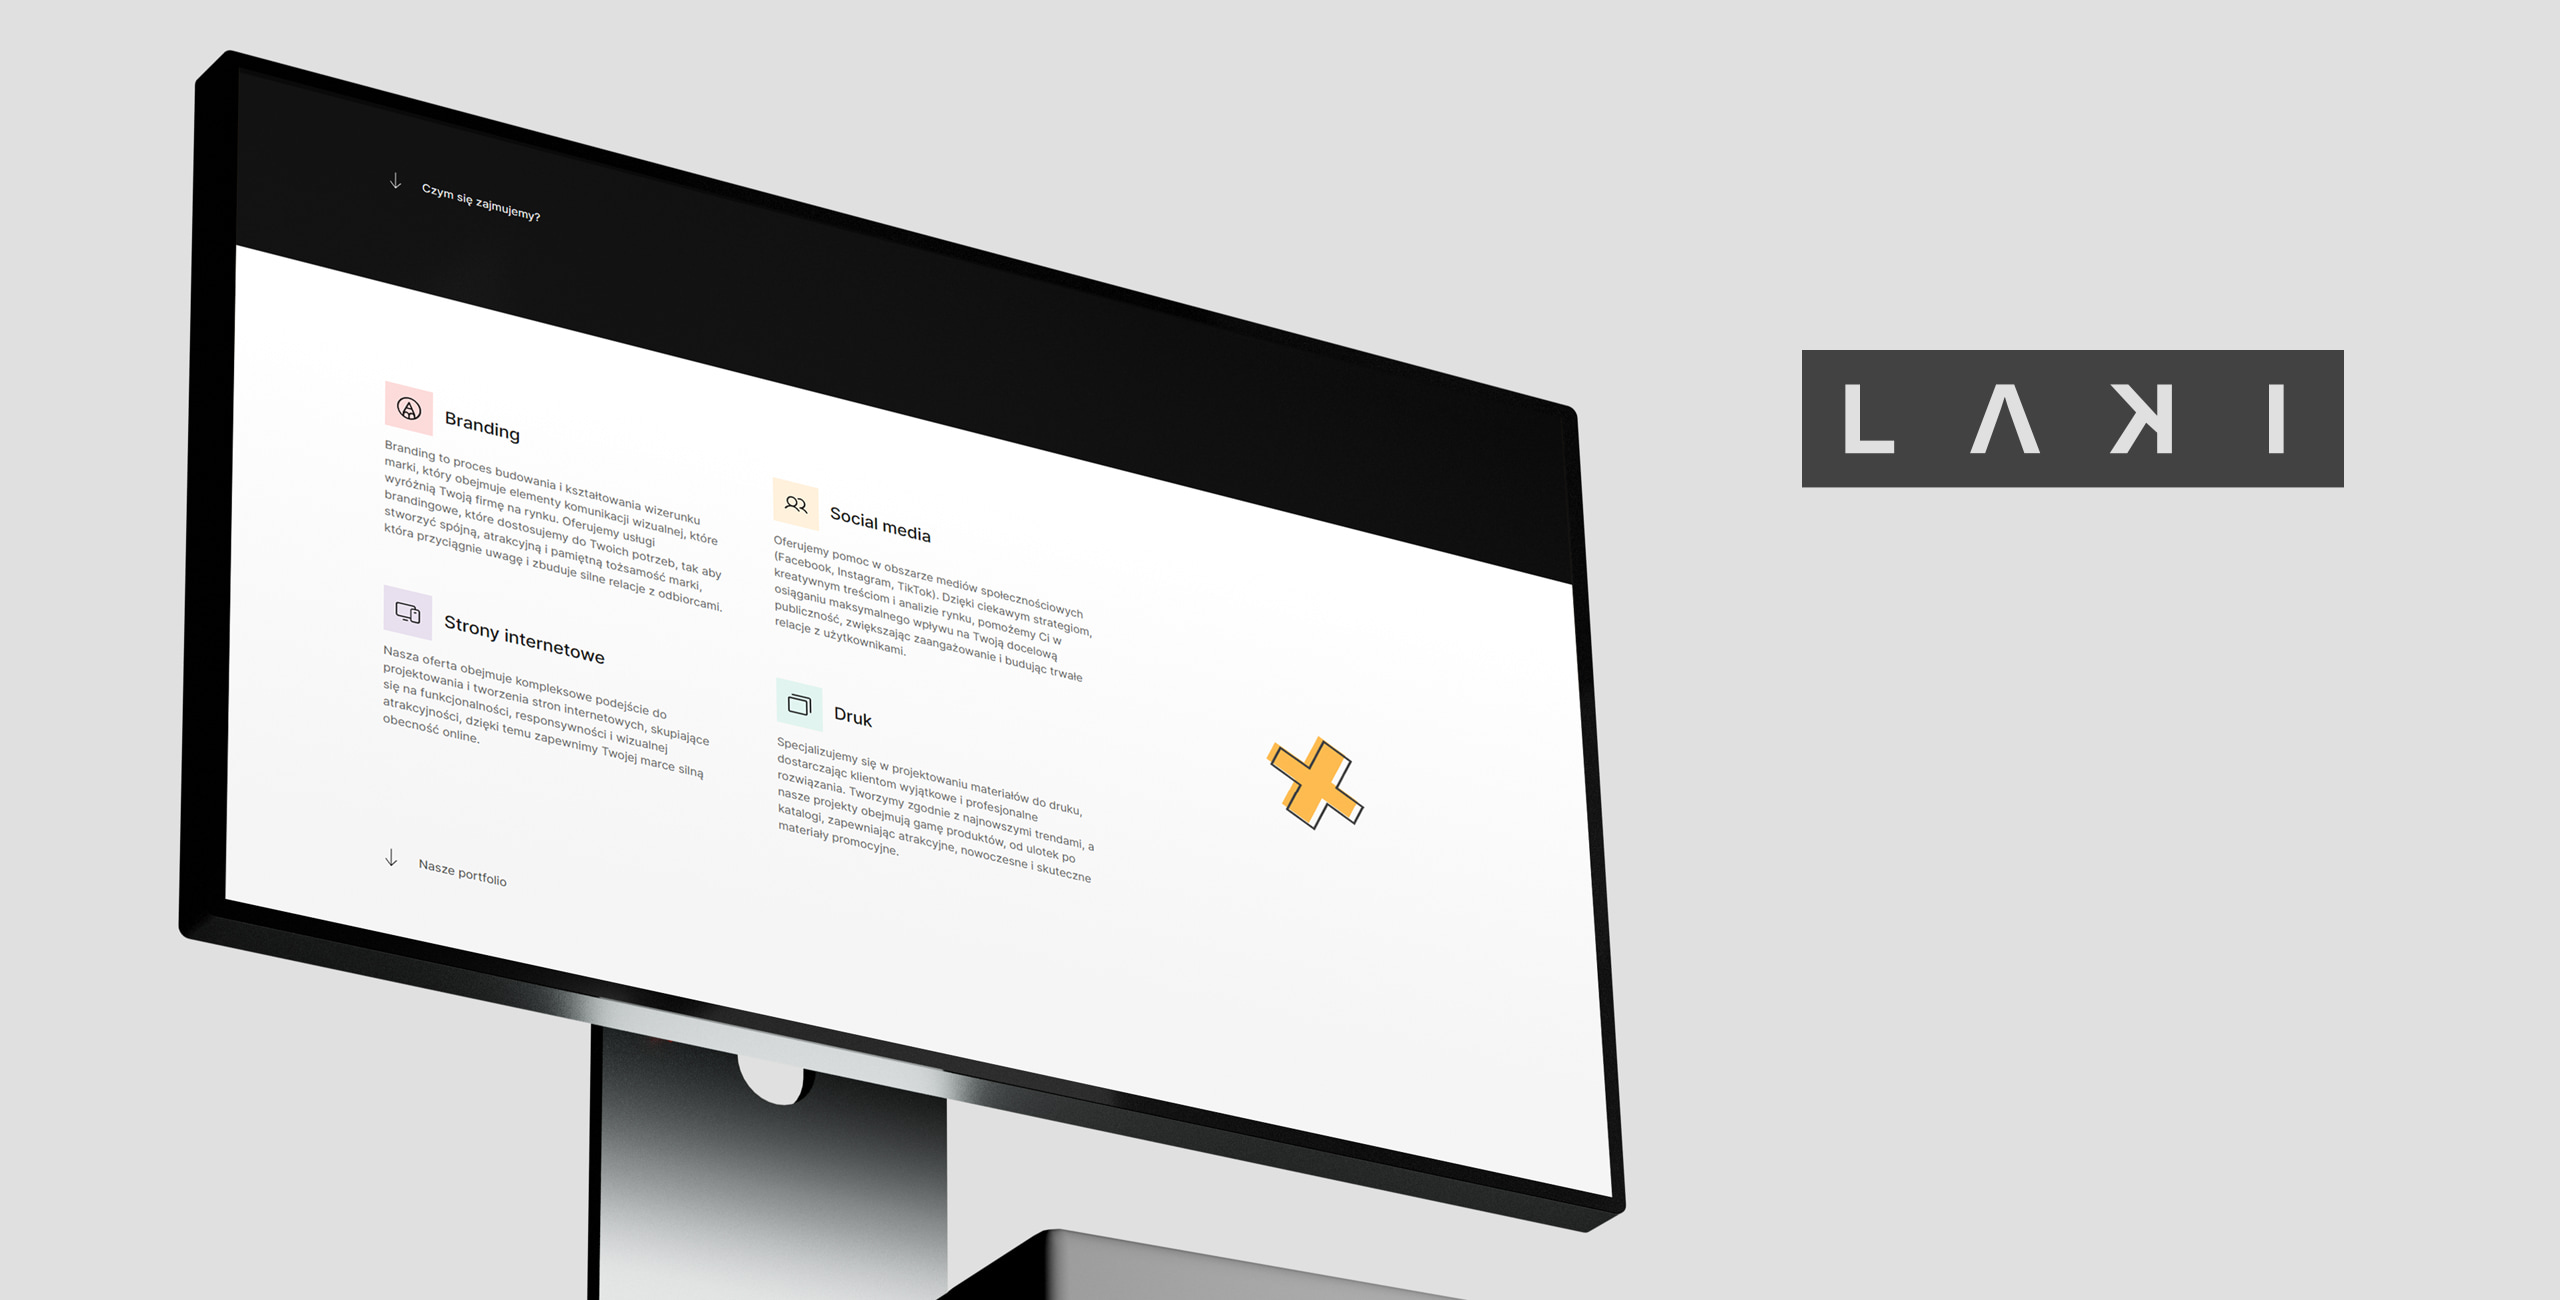 Czym się zajmujemy?
Branding
Branding to proces budowania i kształtowania wizerunku
marki, który obejmuje elementy komunikacji wizualnej, które
wyróżnią Twoją firmę na rynku. Oferujemy usługi
brandingowe, które dostosujemy do Twoich potrzeb, tak aby
stworzyć spójną, atrakcyjną i pamiętną tożsamość marki,
która przyciągnie uwagę i zbuduje silne relacje z odbiorcami.
Social media
Oferujemy pomoc w obszarze mediów społecznościowych
(Facebook, Instagram, TikTok). Dzięki ciekawym strategiom,
kreatywnym treściom i analizie rynku, pomożemy Ci w
osiąganiu maksymalnego wpływu na Twoją docelową
publiczność, zwiększając zaangażowanie i budując trwałe
relacje z użytkownikami.
Strony internetowe
Nasza oferta obejmuje kompleksowe podejście do
projektowania i tworzenia stron internetowych, skupiające
się na funkcjonalności, responsywności i wizualnej
atrakcyjności, dzięki temu zapewnimy Twojej marce silną
obecność online.
Druk
Specjalizujemy się w projektowaniu materiałów do druku,
dostarczając klientom wyjątkowe i profesjonalne
rozwiązania. Tworzymy zgodnie z najnowszymi trendami, a
nasze projekty obejmują gamę produktów, od ulotek po
katalogi, zapewniając atrakcyjne, nowoczesne i skuteczne
materiały promocyjne.
Nasze portfolio
LAKI